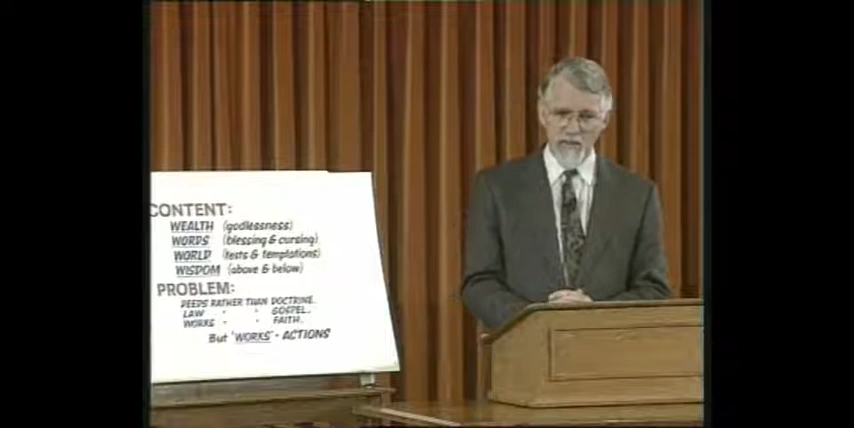 CONTENT:
WEALTH (godlessness)
WORDS (blessing & cursing)
WORLD (tests & temptations)
WISDOM (above & below)
PROBLEM:
DEEDS RATHER THAN DOCTRINE.
LAW " " GOSPEL.
WORKS " " FAITH.
But 'WORKS' = ACTIONS